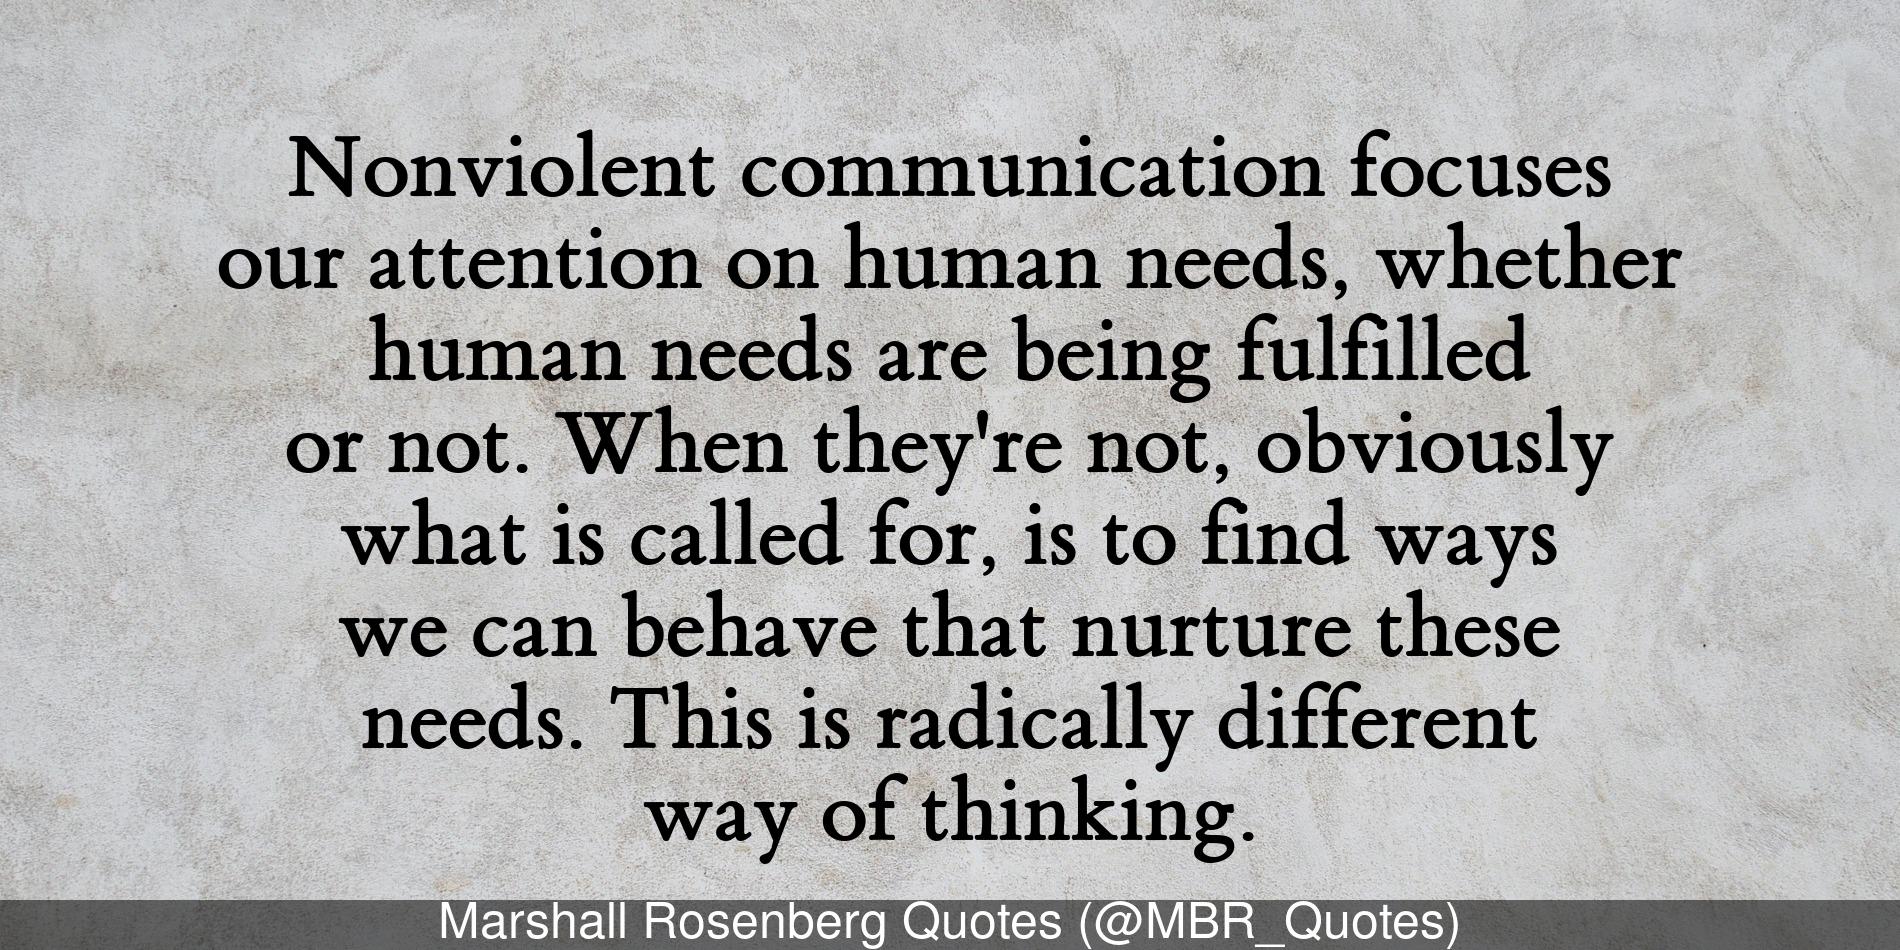 Nonviolent communication focuses
our attention on human needs, whether
human needs are being fulfilled
or not. When they're not, obviously
what is called for, is to find ways
we can behave that nurture these
needs. This is radically different
way of thinking.
Marshall Rosenberg Quotes (@MBR_Quotes)